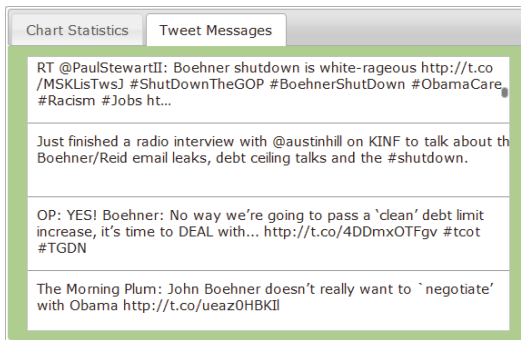 Chart Statistics Tweet Messages
RT @PaulStewartII: Boehner shutdown is white-rageous http://t.co
/MSKLisTwsJ #ShutDownTheGOP #BoehnerShutDown #ObamaCare
#Racism #Jobs ht...
Just finished a radio interview with @austinhill on KINF to talk about th
Boehner/Reid email leaks, debt ceiling talks and the #shutdown.
OP: YES! Boehner: No way we’re going to pass a ‘clean’ debt limit
increase, it’s time to DEAL with... http://t.co/4DDmxOTFgv #tcot
#TGDN
The Morning Plum: John Boehner doesn’t really want to `negotiate’
with Obama http://t.co/ueaz0HBKIl